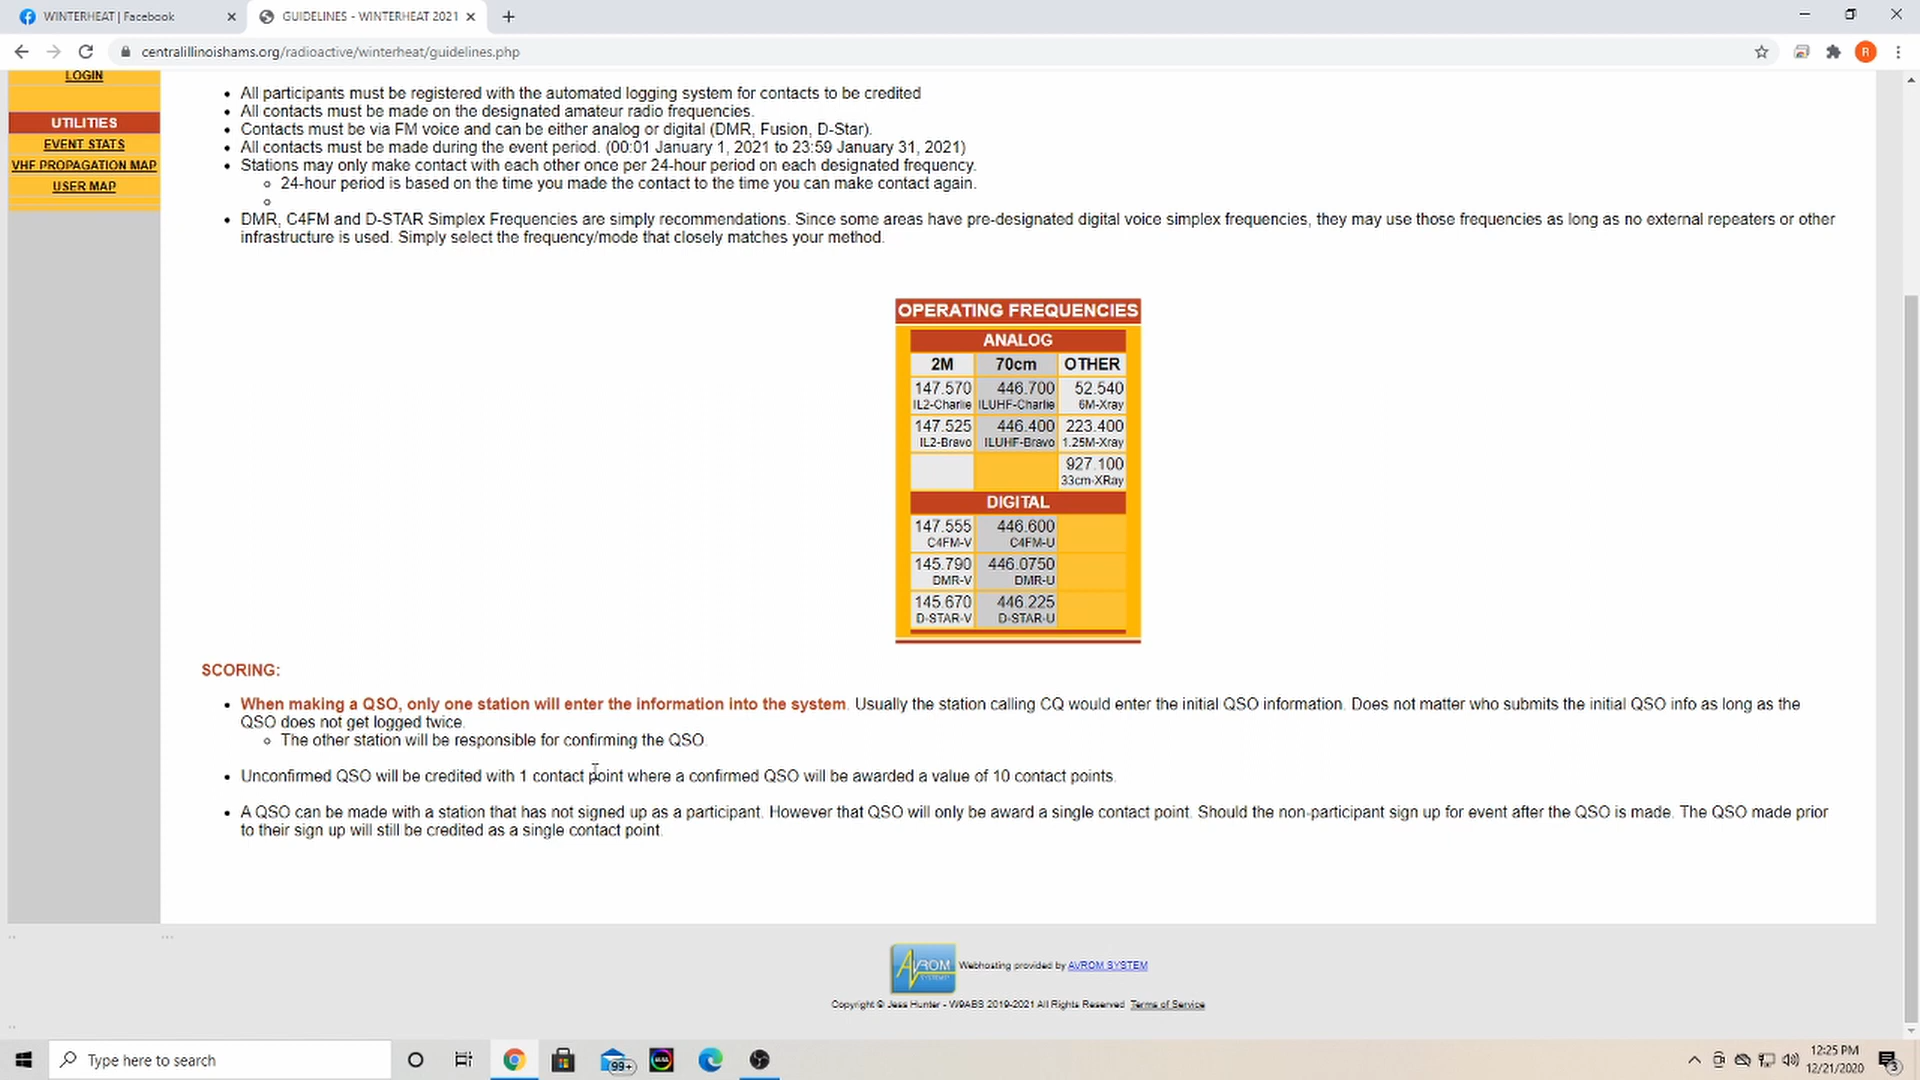 WINTERHEAT | Facebook
GUIDELINES - WINTERHEAT 2021
centralillinoishams.org/radioactive/winterheat/guidelines.php
R
LOGIN
UTILITIES
EVENT STATS
VHF PROPAGATION MAP
USER MAP
All participants must be registered with the automated logging system for contacts to be credited
All contacts must be made on the designated amateur radio frequencies.
Contacts must be via FM voice and can be either analog or digital (DMR, Fusion, D-Star).
All contacts must be made during the event period. (00:01 January 1, 2021 to 23:59 January 31, 2021)
Stations may only make contact with each other once per 24-hour period on each designated frequency.
24-hour period is based on the time you made the contact to the time you can make contact again.
DMR, C4FM and D-STAR Simplex Frequencies are simply recommendations. Since some areas have pre-designated digital voice simplex frequencies, they may use those frequencies as long as no external repeaters or other
infrastructure is used. Simply select the frequency/mode that closely matches your method.
OPERATING FREQUENCIES
ANALOG
2M 70cm OTHER
147.570 446.700 52.540
IL2-Charlie ILUHF-Charlie 6M-Xray
147.525 446.400 223.400
IL2-Bravo ILUHF-Bravo 1.25M-Xray
927.100
33cm-XRay
DIGITAL
147.555 446.600
C4FM-V C4FM-U
145.790 446.0750
DMR-V DMR-U
145.670 446.225
D-STAR-V D-STAR-U
SCORING:
When making a QSO, only one station will enter the information into the system. Usually the station calling CQ would enter the initial QSO information. Does not matter who submits the initial QSO info as long as the
QSO does not get logged twice.
The other station will be responsible for confirming the QSO.
Unconfirmed QSO will be credited with 1 contact point where a confirmed QSO will be awarded a value of 10 contact points.
A QSO can be made with a station that has not signed up as a participant. However that QSO will only be award a single contact point. Should the non-participant sign up for event after the QSO is made. The QSO made prior
to their sign up will still be credited as a single contact point.
AVROM
Webhosting provided by AVROM SYSTEM
Copyright © Jess Hunter - W9ABS 2019-2021 All Rights Reserved Terms of Service
Type here to search
99+
12:25 PM
12/21/2020
3